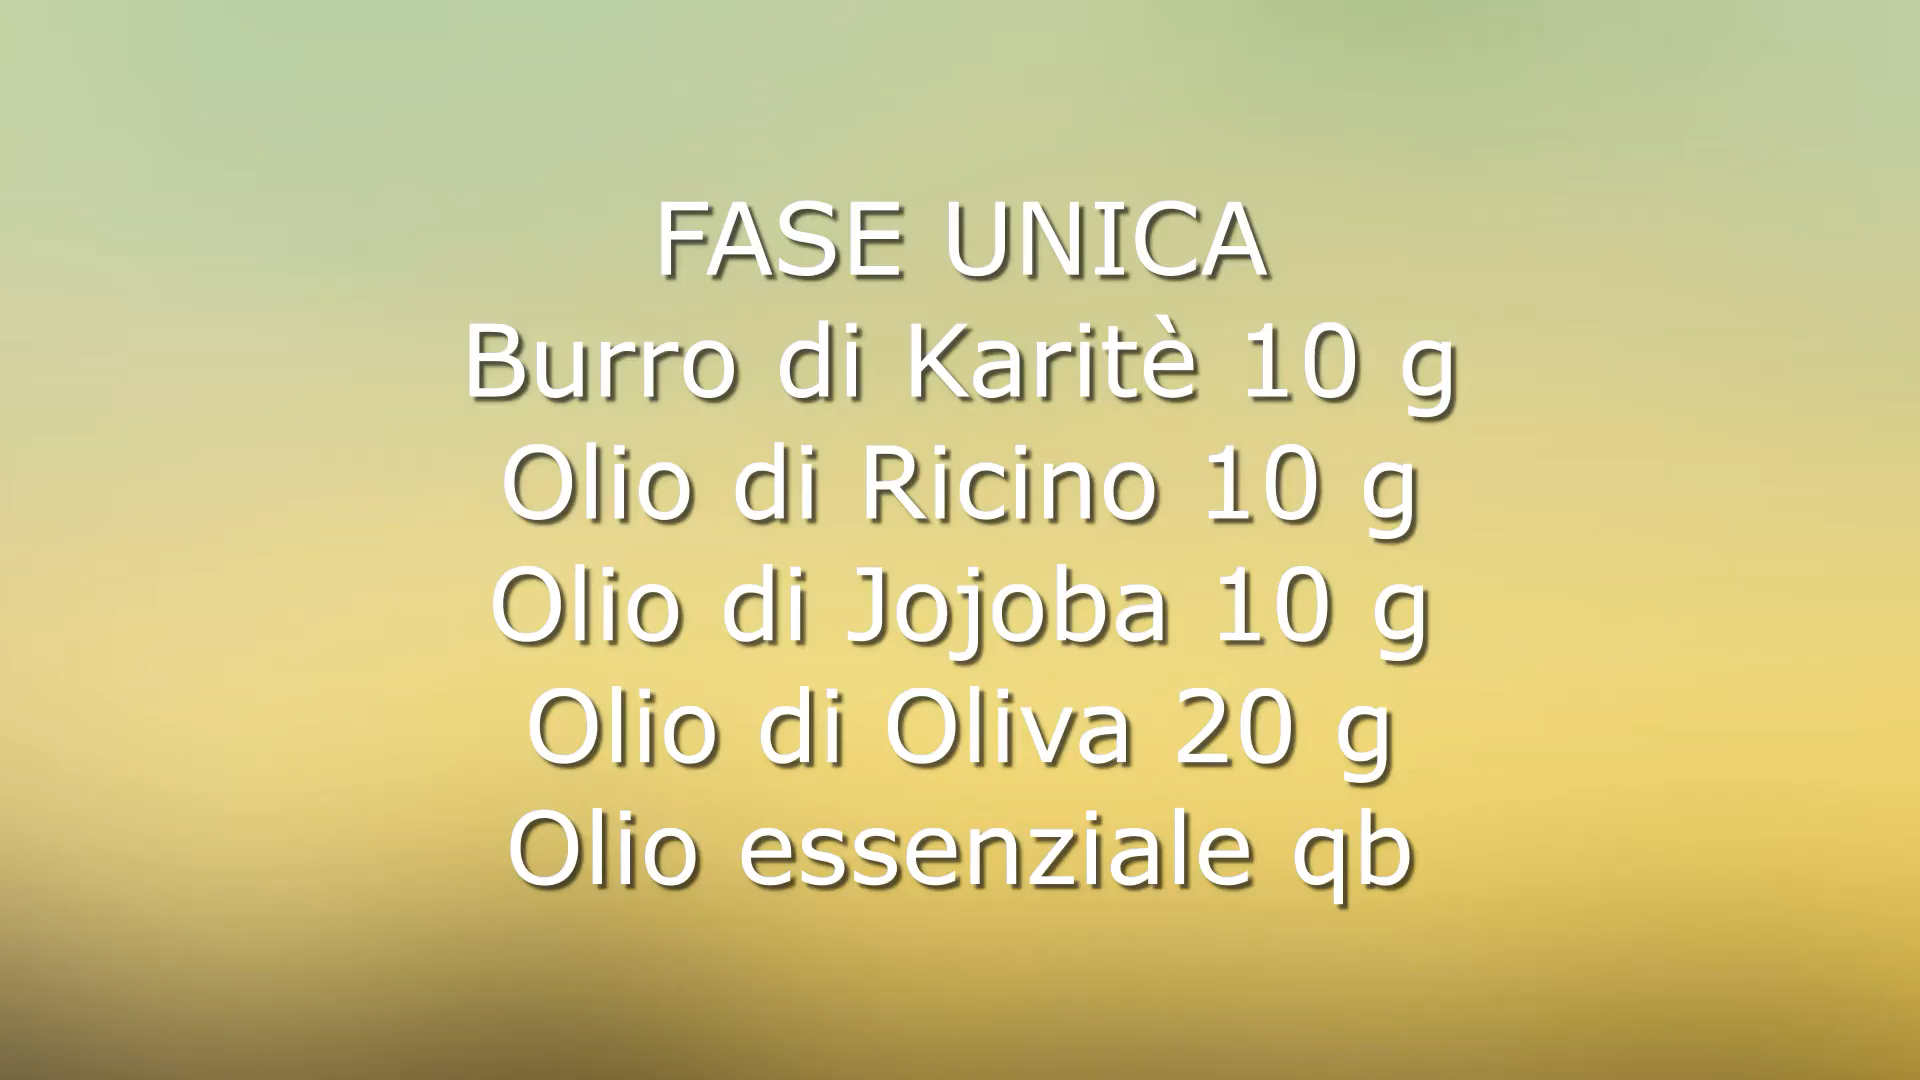 FASE UNICA
Burro di Karitè 10 g
Olio di Ricino 10 g
Olio di Jojoba 10 g
Olio di Oliva 20 g
Olio essenziale qb